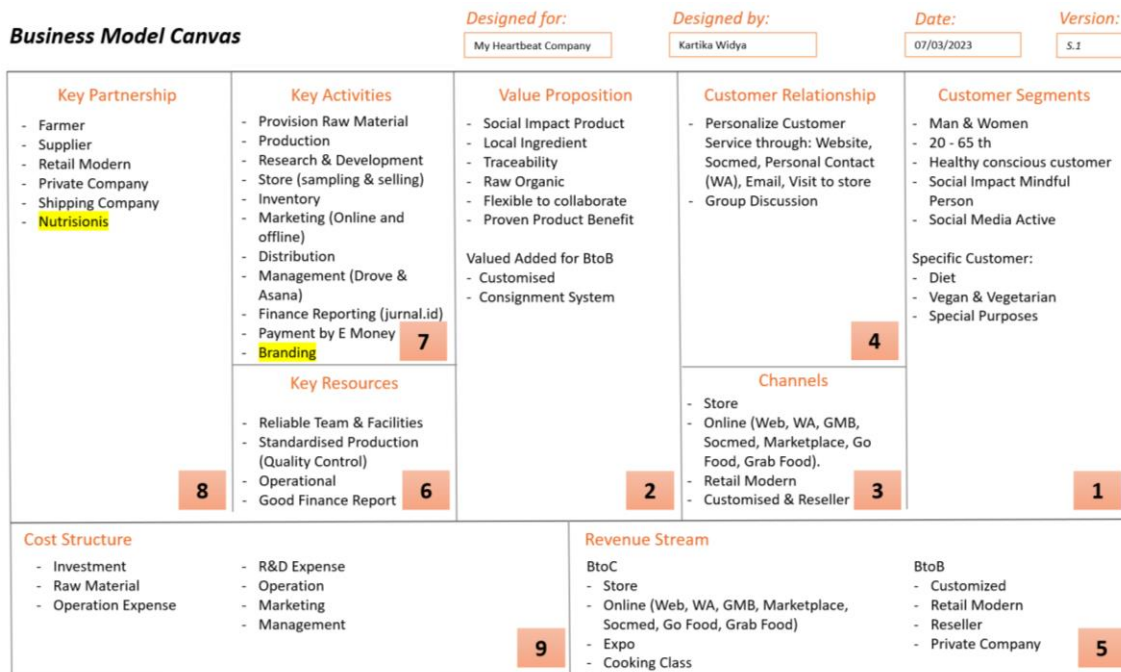 Business Model Canvas
Designed for:
My Heartbeat Company
Designed by:
Kartika Widya
Date:
07/03/2023
Version:
S.1
Key Partnership
- Farmer
- Supplier
- Retail Modern
- Private Company
- Shipping Company
- Nutrisionis
8
Key Activities
- Provision Raw Material
- Production
- Research & Development
- Store (sampling & selling)
- Inventory
- Marketing (Online and
offline)
- Distribution
- Management (Drove &
Asana)
- Finance Reporting (jurnal.id)
- Payment by E Money
- Branding
7
Key Resources
- Reliable Team & Facilities
- Standardised Production
(Quality Control)
- Operational
- Good Finance Report
6
Value Proposition
- Social Impact Product
- Local Ingredient
- Traceability
- Raw Organic
- Flexible to collaborate
- Proven Product Benefit
Valued Added for BtoB
- Customised
- Consignment System
2
Customer Relationship
- Personalize Customer
Service through: Website,
Socmed, Personal Contact
(WA), Email, Visit to store
- Group Discussion
4
Channels
- Store
- Online (Web, WA, GMB,
Socmed, Marketplace, Go
Food, Grab Food).
- Retail Modern
- Customised & Reseller
3
Customer Segments
- Man & Women
- 20 - 65 th
- Healthy conscious customer
- Social Impact Mindful
Person
- Social Media Active
Specific Customer:
- Diet
- Vegan & Vegetarian
- Special Purposes
1
Cost Structure
- Investment
- Raw Material
- Operation Expense
- R&D Expense
- Operation
- Marketing
- Management
9
Revenue Stream
BtoC
- Store
- Online (Web, WA, GMB, Marketplace,
Socmed, Go Food, Grab Food)
- Expo
- Cooking Class
BtoB
- Customized
- Retail Modern
- Reseller
- Private Company
5